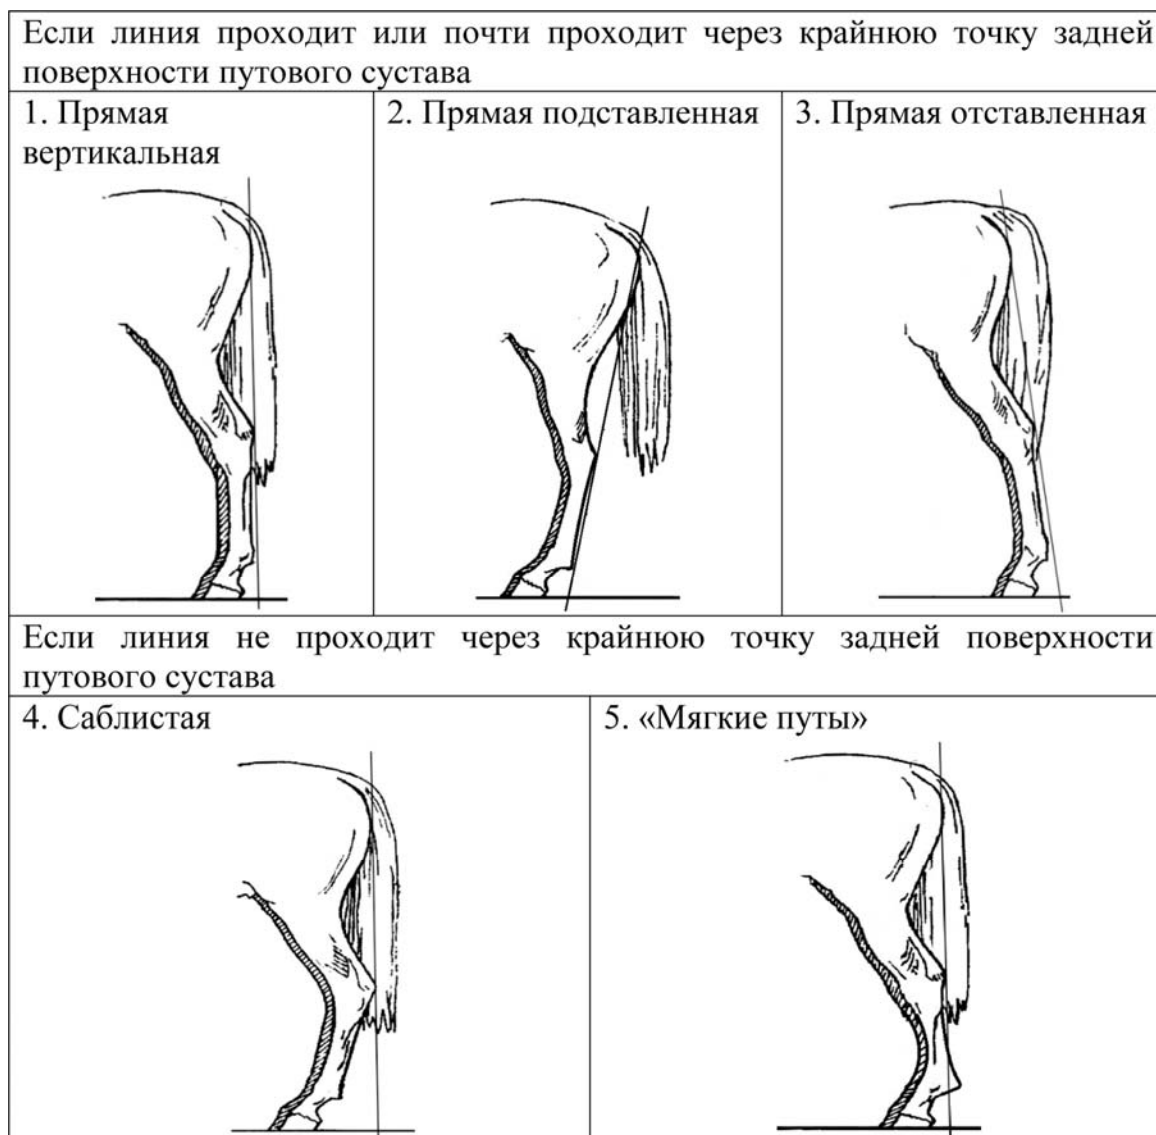 Если линия проходит или почти проходит через крайнюю точку задней
поверхности путового сустава
1. Прямая
вертикальная
2. Прямая подставленная
3. Прямая отставленная
Если линия не проходит через крайнюю точку задней поверхности
путового сустава
4. Саблистая
5. «Мягкие путы»